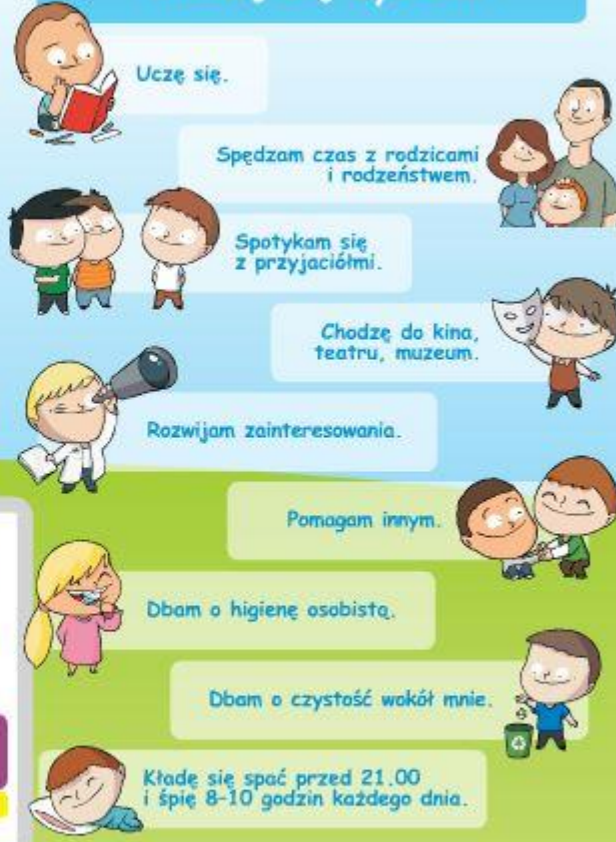 Uczę się.
Spędzam czas z rodzicami
i rodzeństwem.
Spotykam się
z przyjaciółmi.
Chodzę do kina,
teatru, muzeum.
Rozwijam zainteresowania.
Pomagam innym.
Dbam o higienę osobistą.
Dbam o czystość wokół mnie.
Kładę się spać przed 21.00
i śpię 8-10 godzin każdego dnia.